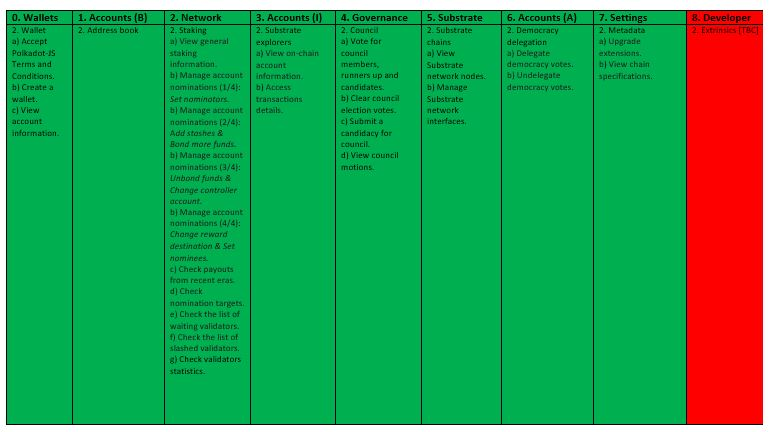 0. Wallets
2. Wallet
a) Accept
Polkadot-JS
Terms and
Conditions.
b) Create a
wallet.
c) View
account
information.
1. Accounts (B)
2. Address book
2. Network
2. Staking
a) View general
staking
information.
b) Manage account
nominations (1/4):
Set nominators.
b) Manage account
nominations (2/4):
Add stashes &
Bond more funds.
b) Manage account
nominations (3/4):
Unbond funds &
Change controller
account.
b) Manage account
nominations (4/4):
Change reward
destination & Set
nominees.
c) Check payouts
from recent eras.
d) Check
nomination targets.
e) Check the list of
waiting validators.
f) Check the list of
slashed validators.
g) Check validators
statistics.
3. Accounts (I)
2. Substrate
explorers
a) View on-chain
account
information.
b) Access
transactions
details.
4. Governance
2. Council
a) Vote for
council
members,
runners up and
candidates.
b) Clear council
election votes.
c) Submit a
candidacy for
council.
d) View council
motions.
5. Substrate
2. Substrate
chains
a) View
Substrate
network nodes.
b) Manage
Substrate
network
interfaces.
6. Accounts (A)
2. Democracy
delegation
a) Delegate
democracy votes.
b) Undelegate
democracy votes.
7. Settings
2. Metadata
a) Upgrade
extensions.
b) View chain
specifications.
8. Developer
2. Extrinsics [TBC]